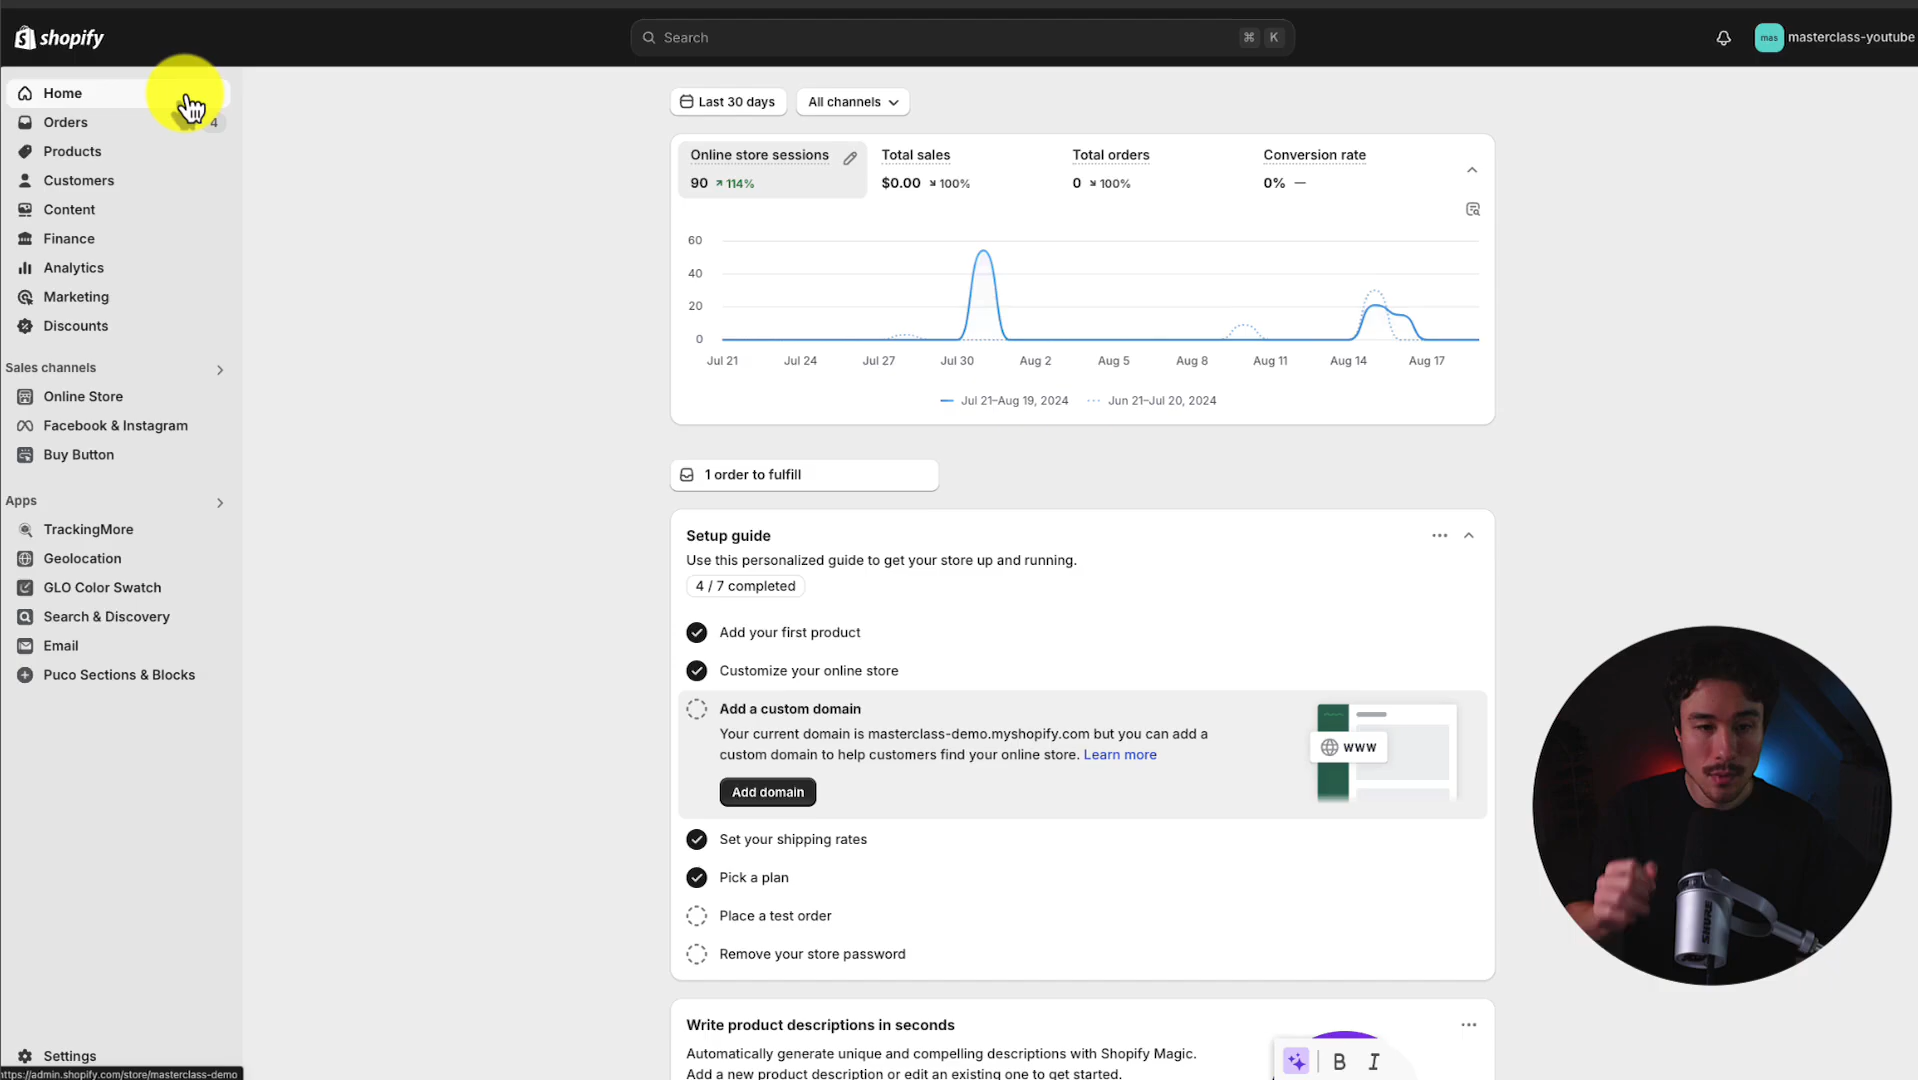 shopify
Search
⌘ K
mas
masterclass-youtube
Home
Orders
4
Products
Customers
Content
Finance
Analytics
Marketing
Discounts
Sales channels
Online Store
Facebook & Instagram
Buy Button
Apps
TrackingMore
Geolocation
GLO Color Swatch
Search & Discovery
Email
Puco Sections & Blocks
Settings
https://admin.shopify.com/store/masterclass-demo
Last 30 days
All channels
Online store sessions
90 114%
Total sales
$0.00 100%
Total orders
0 100%
Conversion rate
0% —
60
40
20
0
Jul 21 Jul 24 Jul 27 Jul 30 Aug 2 Aug 5 Aug 8 Aug 11 Aug 14 Aug 17
Jul 21–Aug 19, 2024 Jun 21–Jul 20, 2024
1 order to fulfill
Setup guide
Use this personalized guide to get your store up and running.
4 / 7 completed
Add your first product
Customize your online store
Add a custom domain
Your current domain is masterclass-demo.myshopify.com but you can add a
custom domain to help customers find your online store. Learn more
WWW
Add domain
Set your shipping rates
Pick a plan
Place a test order
Remove your store password
SHURE
Write product descriptions in seconds
Automatically generate unique and compelling descriptions with Shopify Magic.
Add a new product description or edit an existing one to get started.
B I